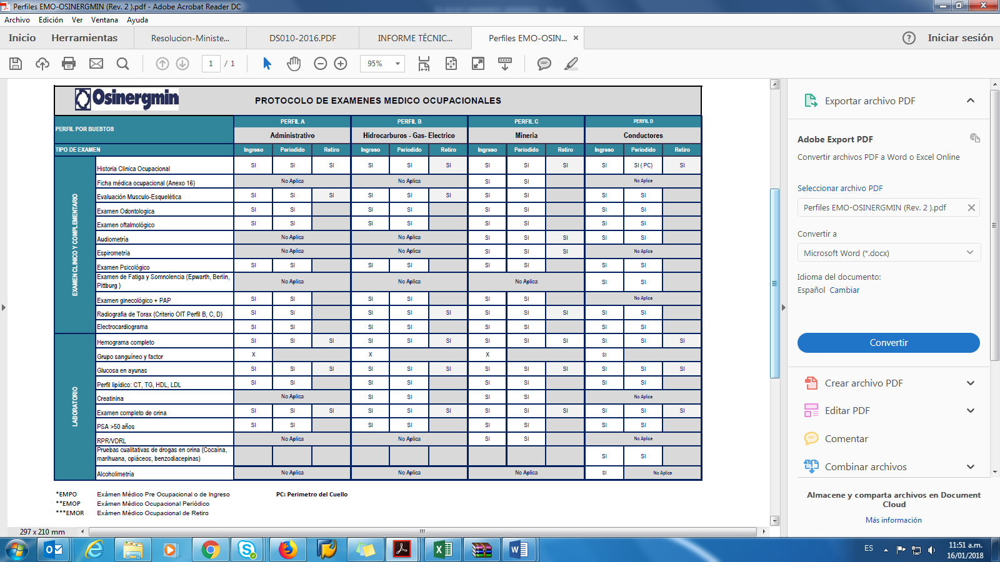 Perfiles EMO-OSINERGMIN (Rev. 2 ).pdf - Adobe Acrobat Reader DC
Archivo Edición Ver Ventana Ayuda
Inicio Herramientas Resolucion-Ministe... DS010-2016.PDF INFORME TÉCNIC... Perfiles EMO-OSIN... × Iniciar sesión
1 / 1 95%
Osinergmin PROTOCOLO DE EXAMENES MEDICO OCUPACIONALES
PERFIL POR BUESTOS PERFIL A PERFIL B PERFIL C PERFIL D
Administrativo Hidrocarburos - Gas- Electrico Mineria Conductores
TIPO DE EXAMEN Ingreso Periodido Retiro Ingreso Periodido Retiro Ingreso Periodido Retiro Ingreso Periodido Retiro
EXAMEN CLINICO Y COMPLEMENTARIO
Historia Clinica Ocupacional SI SI SI SI SI SI SI SI SI SI SI ( PC) SI
Ficha médica ocupacional (Anexo 16) No Aplica No Aplica SI SI No Aplica
Evaluación Musculo-Esquelética SI SI SI SI SI SI SI SI SI SI
Examen Odontologica SI SI SI SI SI SI SI SI
Examen oftalmológico SI SI SI SI SI SI SI SI
Audiometría No Aplica No Aplica SI SI SI SI SI
Espirometría No Aplica No Aplica SI SI SI No Aplica
Examen Psicológico SI SI SI SI SI SI SI SI
Examen de Fatiga y Somnolencia (Epwarth, Berlín,
Pittburg ) No Aplica No Aplica No Aplica SI SI
Examen ginecológico + PAP SI SI SI SI SI SI No Aplica
Radiografia de Torax (Criterio OIT Perfil B, C, D) SI SI SI SI SI SI SI SI SI SI
Electrocardiograma SI SI SI SI SI SI SI SI
LABORATORIO
Hemograma completo SI SI SI SI SI SI SI SI SI SI SI SI
Grupo sanguíneo y factor X X X SI
Glucosa en ayunas SI SI SI SI SI SI SI SI SI SI SI SI
Perfil lipídico: CT, TG, HDL, LDL SI SI SI SI SI SI SI SI
Creatinina No Aplica SI SI SI SI No Aplica
Examen completo de orina SI SI SI SI SI SI SI SI SI SI SI SI
PSA >50 años SI SI SI SI SI SI SI SI
RPR/VDRL No Aplica No Aplica SI SI No Aplica
Pruebas cualitativas de drogas en orina (Cocaina,
marihuana, opiáceos, benzodiacepinas) SI SI
Alcoholimetría No Aplica No Aplica No Aplica SI No Aplica
*EMPO Exámen Médico Pre Ocupacional o de Ingreso PC: Perimetro del Cuello
**EMOP Exámen Médico Ocupacional Periódico
***EMOR Exámen Médico Ocupacional de Retiro
297 x 210 mm
Exportar archivo PDF
Adobe Export PDF
Convertir archivos PDF a Word o Excel Online
Seleccionar archivo PDF
Perfiles EMO-OSINERGMIN (Rev. 2 ).pdf
Convertir a
Microsoft Word (*.docx)
Idioma del documento:
Español Cambiar
Convertir
Crear archivo PDF
Editar PDF
Comentar
Combinar archivos
Almacene y comparta archivos en Document
Cloud
Más información
ES 11:51 a.m.
16/01/2018